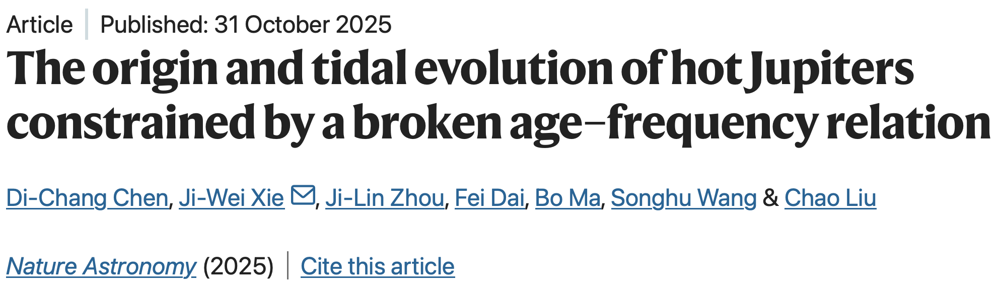 Article | Published: 31 October 2025
The origin and tidal evolution of hot Jupiters
constrained by a broken age–frequency relation
Di-Chang Chen, Ji-Wei Xie, Ji-Lin Zhou, Fei Dai, Bo Ma, Songhu Wang & Chao Liu
Nature Astronomy (2025) | Cite this article